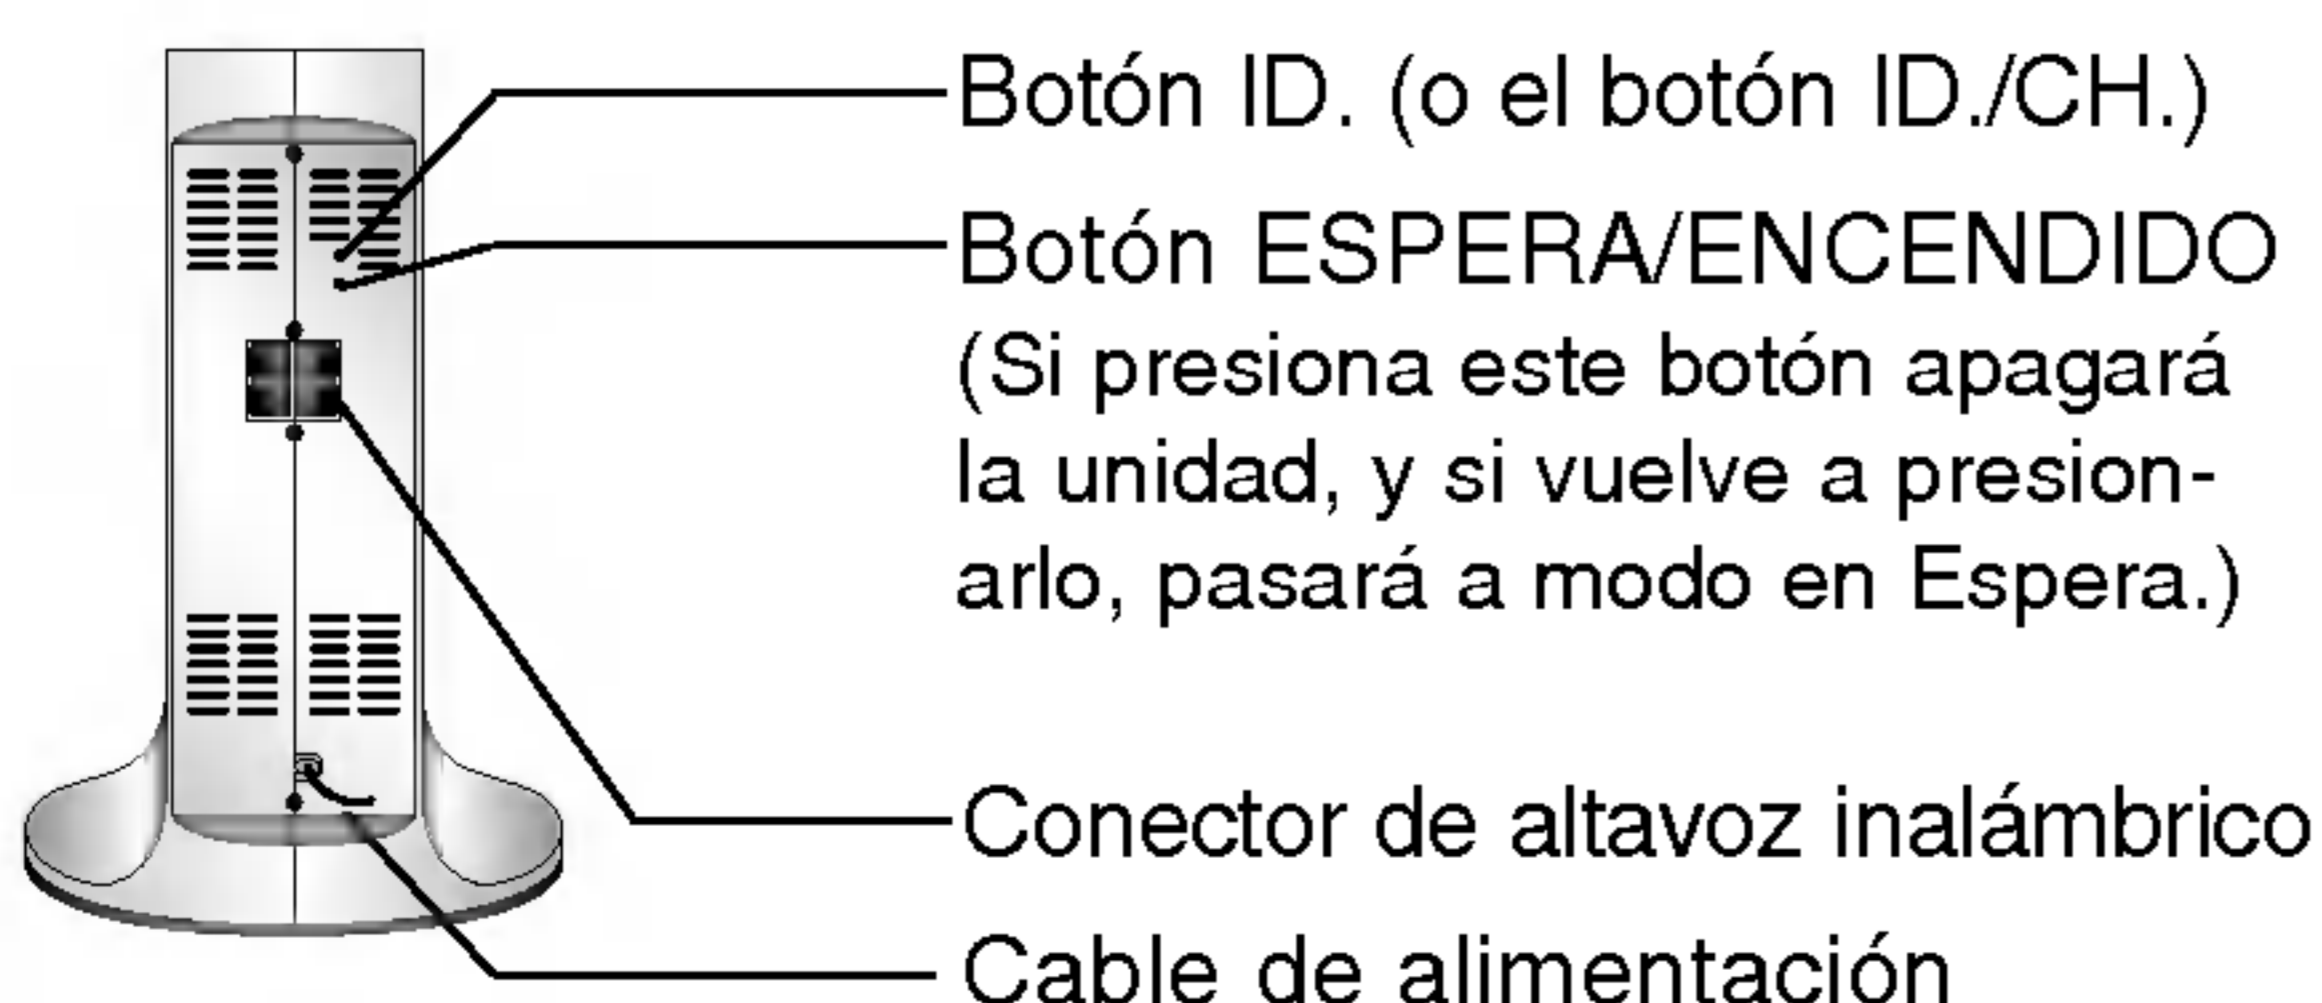 Botón ID. (o el botón ID./CH.)
Botón ESPERA/ENCENDIDO
(Si presiona este botón apagará
la unidad, y si vuelve a presion-
arlo, pasará a modo en Espera.)
Conector de altavoz inalámbrico
Cable de alimentación